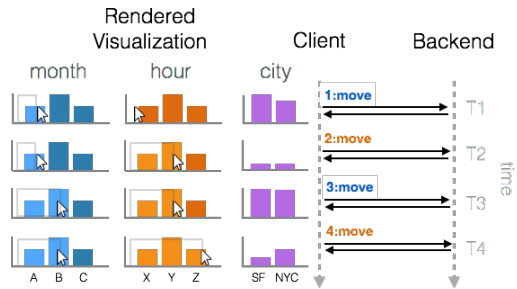 Rendered
Visualization
Client
Backend
month
hour
city
1:move
T1
2:move
T2
time
3:move
T3
4:move
T4
A B C
X Y Z
SF NYC